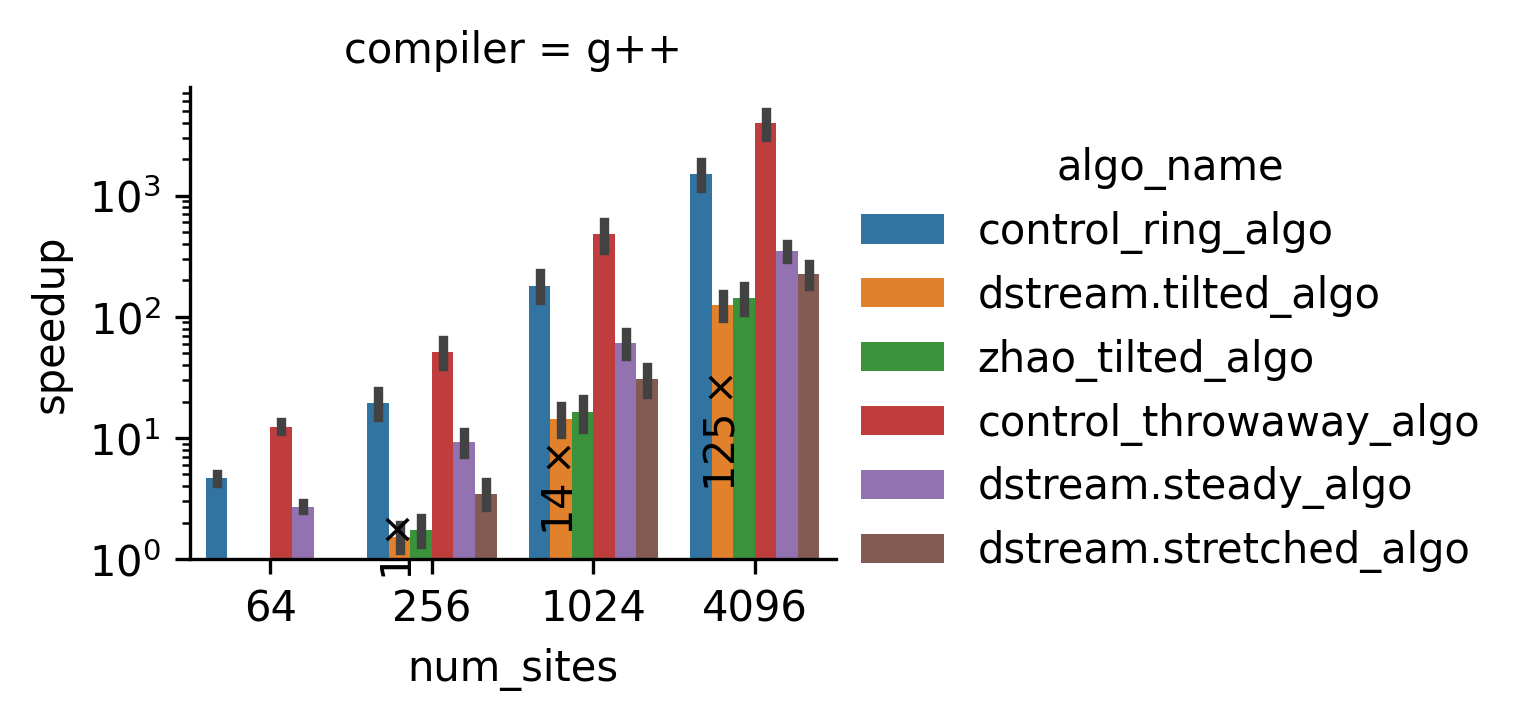 compiler = g++
speedup
10³
10²
10¹
10⁰
1 ×
14 ×
125 ×
64 256 1024 4096
num_sites
algo_name
control_ring_algo
dstream.tilted_algo
zhao_tilted_algo
control_throwaway_algo
dstream.steady_algo
dstream.stretched_algo